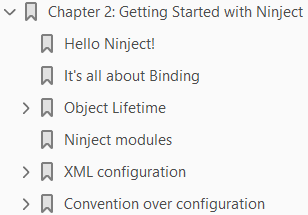 Chapter 2: Getting Started with Ninject
Hello Ninject!
It's all about Binding
Object Lifetime
Ninject modules
XML configuration
Convention over configuration